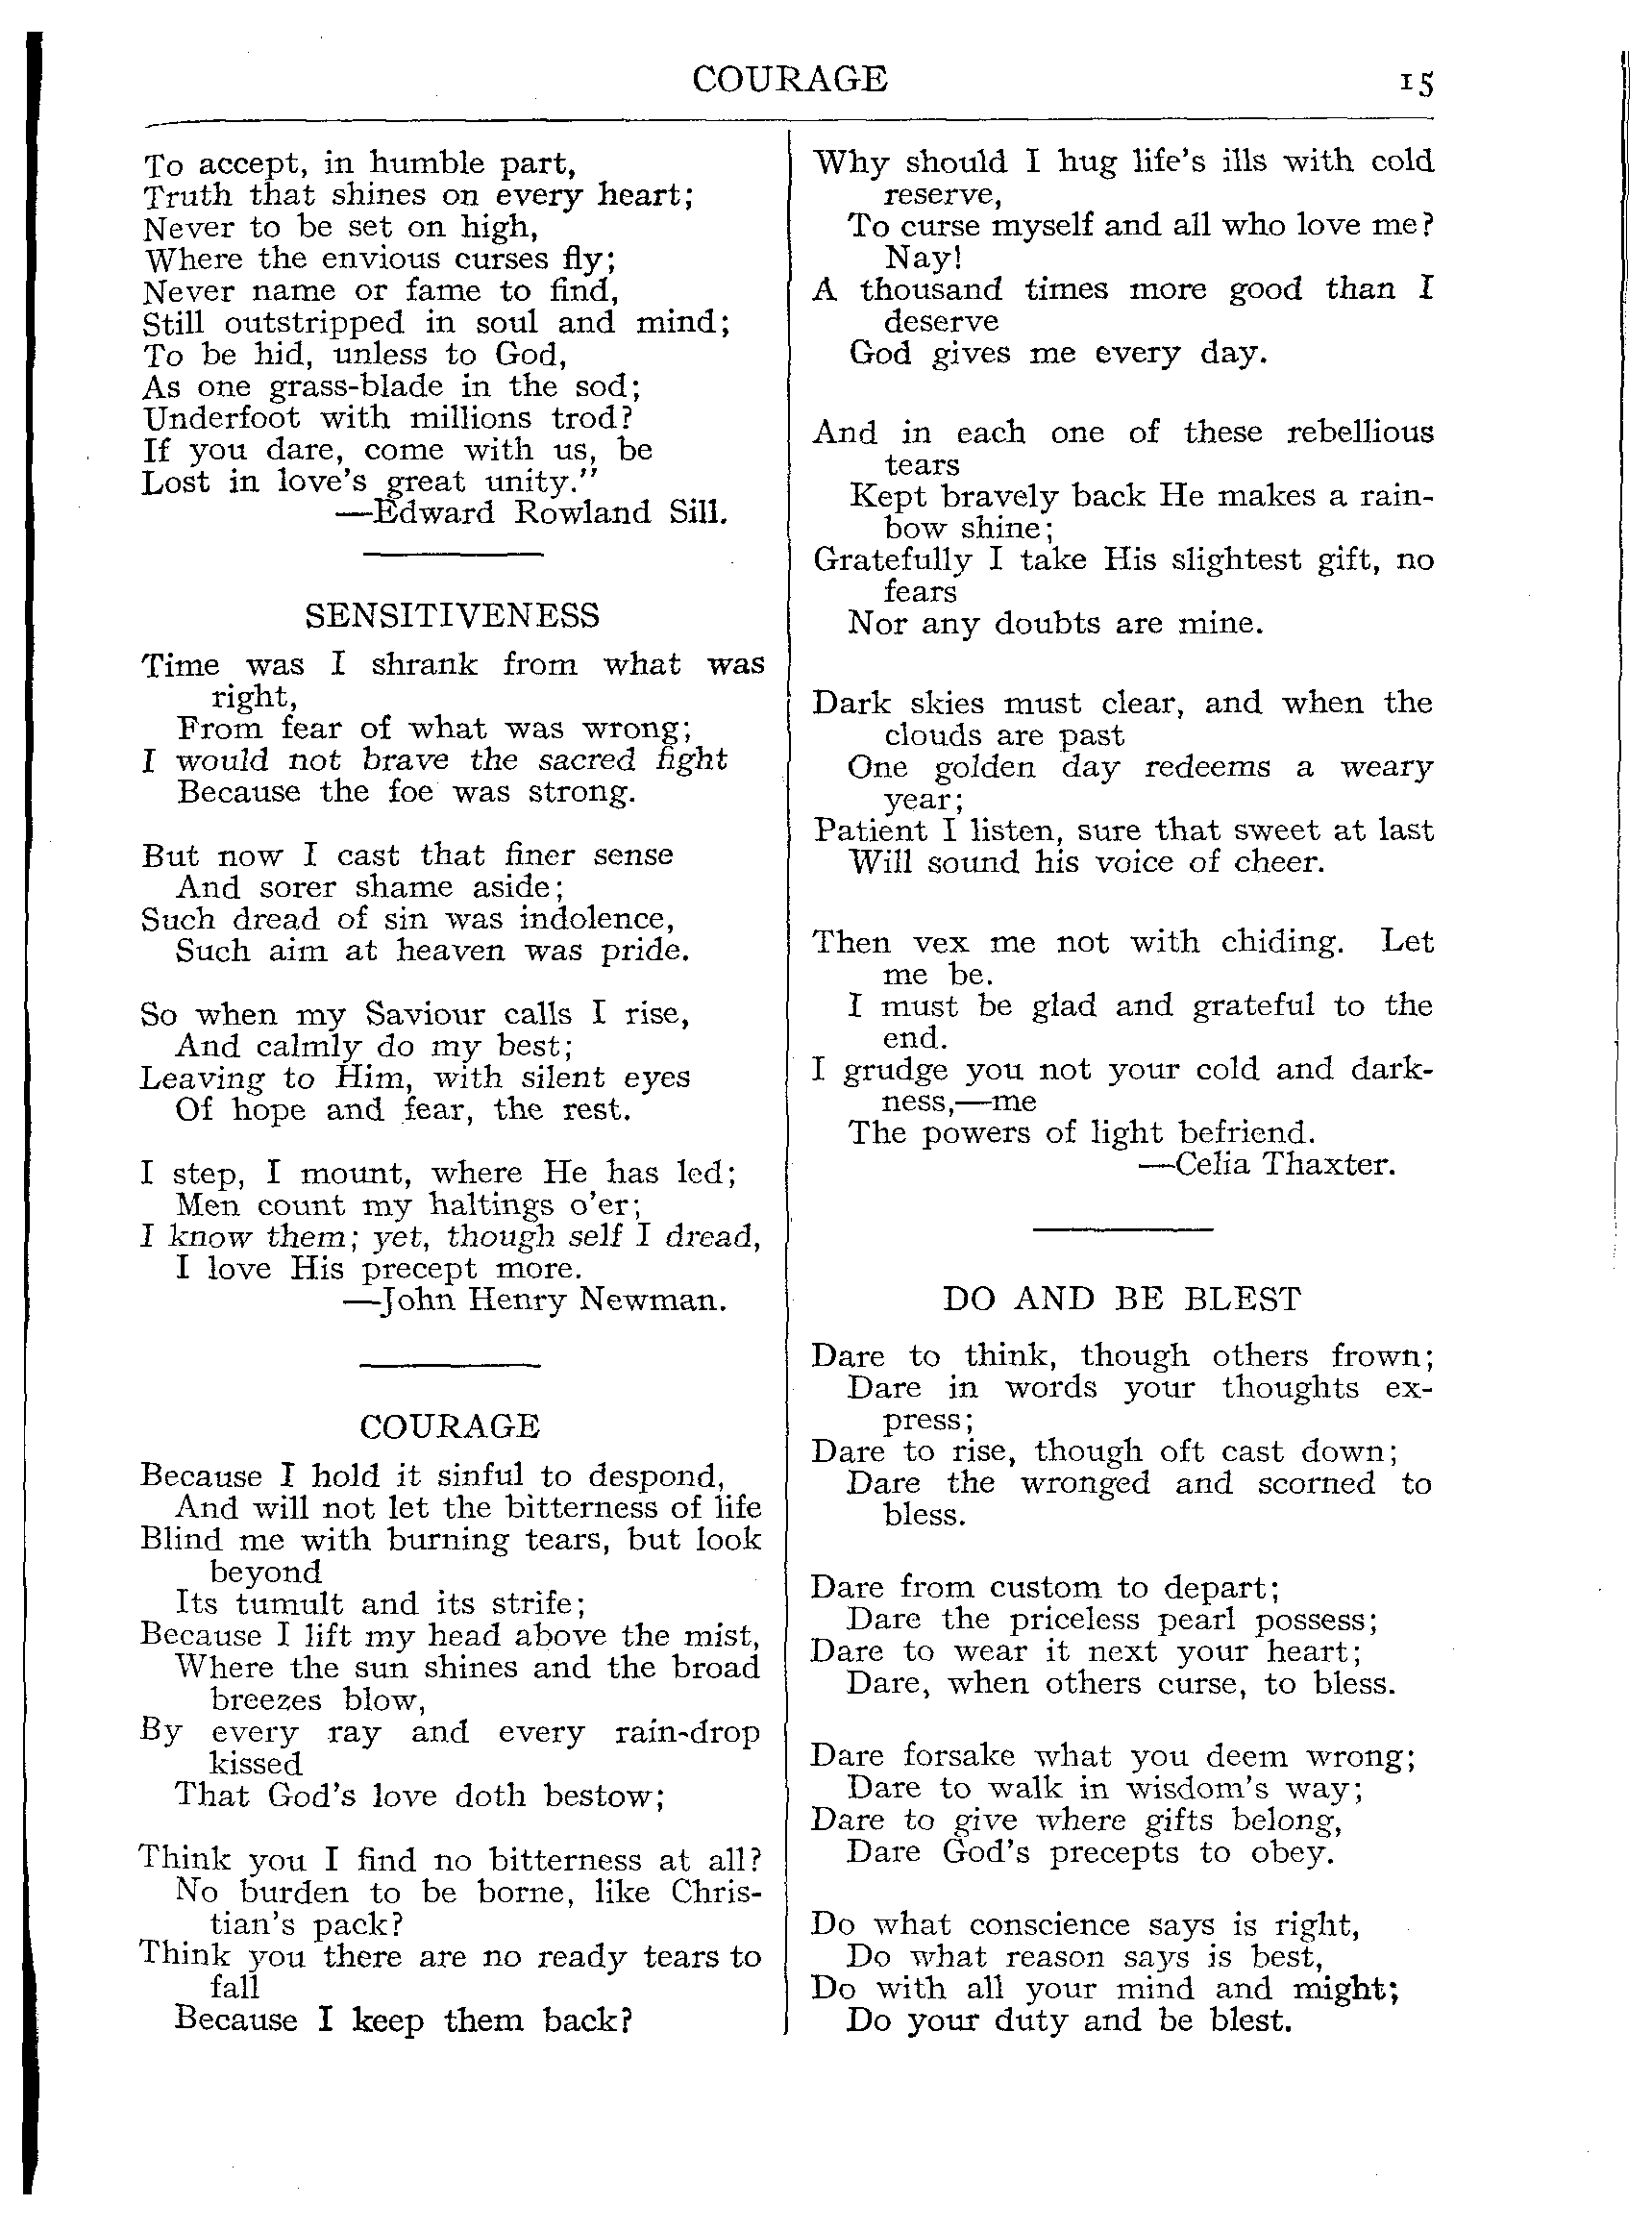 COURAGE 15
To accept, in humble part,
Truth that shines on every heart;
Never to be set on high,
Where the envious curses fly;
Never name or fame to find,
Still outstripped in soul and mind;
To be hid, unless to God,
As one grass-blade in the sod;
Underfoot with millions trod?
If you dare, come with us, be
Lost in love's great unity."
—Edward Rowland Sill.
SENSITIVENESS
Time was I shrank from what was
right,
From fear of what was wrong;
I would not brave the sacred fight
Because the foe was strong.
But now I cast that finer sense
And sorer shame aside;
Such dread of sin was indolence,
Such aim at heaven was pride.
So when my Saviour calls I rise,
And calmly do my best;
Leaving to Him, with silent eyes
Of hope and fear, the rest.
I step, I mount, where He has led;
Men count my haltings o'er;
I know them; yet, though self I dread,
I love His precept more.
—John Henry Newman.
COURAGE
Because I hold it sinful to despond,
And will not let the bitterness of life
Blind me with burning tears, but look
beyond
Its tumult and its strife;
Because I lift my head above the mist,
Where the sun shines and the broad
breezes blow,
By every ray and every rain-drop
kissed
That God's love doth bestow;
Think you I find no bitterness at all?
No burden to be borne, like Chris-
tian's pack?
Think you there are no ready tears to
fall
Because I keep them back?
Why should I hug life's ills with cold
reserve,
To curse myself and all who love me?
Nay!
A thousand times more good than I
deserve
God gives me every day.
And in each one of these rebellious
tears
Kept bravely back He makes a rain-
bow shine;
Gratefully I take His slightest gift, no
fears
Nor any doubts are mine.
Dark skies must clear, and when the
clouds are past
One golden day redeems a weary
year;
Patient I listen, sure that sweet at last
Will sound his voice of cheer.
Then vex me not with chiding. Let
me be.
I must be glad and grateful to the
end.
I grudge you not your cold and dark-
ness,—me
The powers of light befriend.
—Celia Thaxter.
DO AND BE BLEST
Dare to think, though others frown;
Dare in words your thoughts ex-
press;
Dare to rise, though oft cast down;
Dare the wronged and scorned to
bless.
Dare from custom to depart;
Dare the priceless pearl possess;
Dare to wear it next your heart;
Dare, when others curse, to bless.
Dare forsake what you deem wrong;
Dare to walk in wisdom's way;
Dare to give where gifts belong,
Dare God's precepts to obey.
Do what conscience says is right,
Do what reason says is best,
Do with all your mind and might;
Do your duty and be blest.